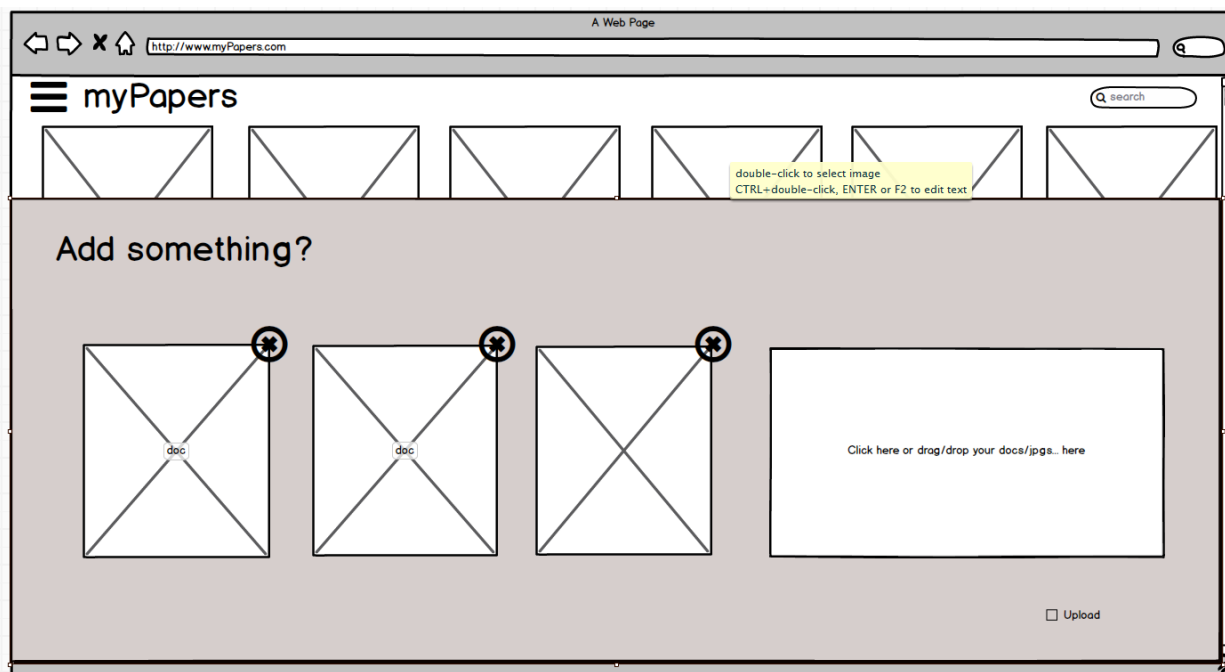 A Web Page
http://www.myPapers.com
myPapers
search
double-click to select image
CTRL+double-click, ENTER or F2 to edit text
Add something?
doc
doc
Click here or drag/drop your docs/jpgs... here
Upload